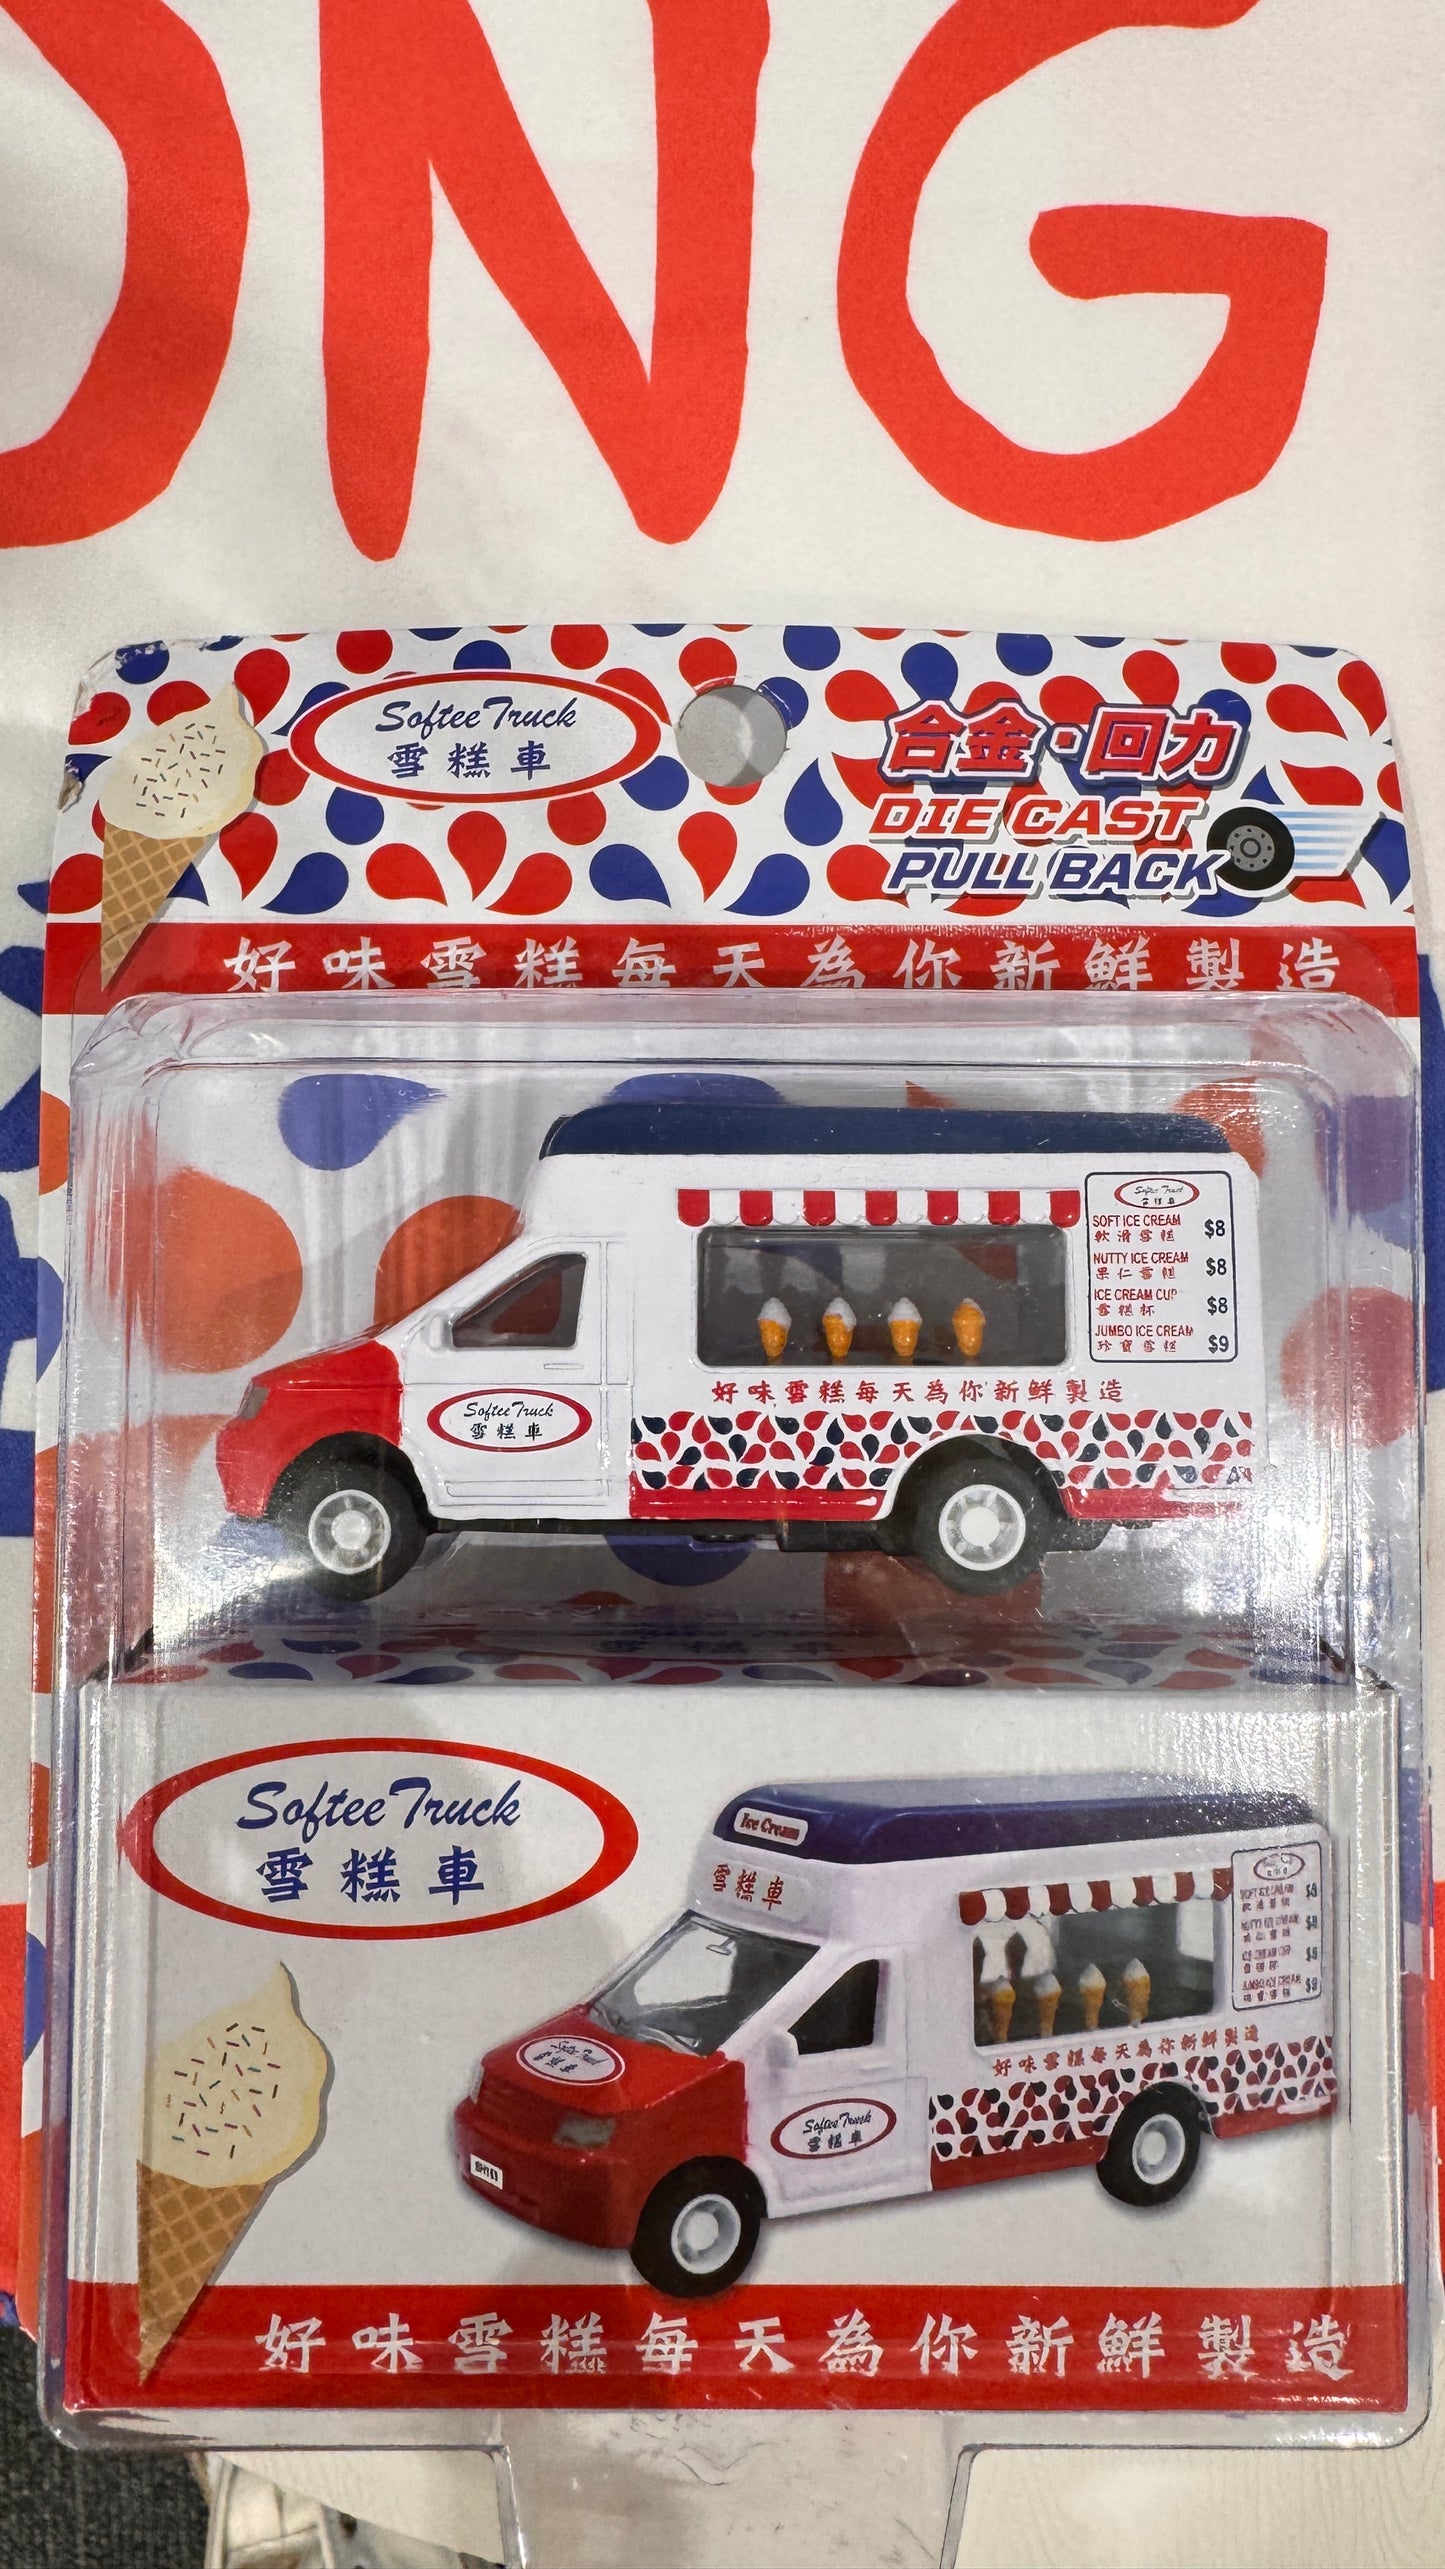 ONG
Softee Truck
雪糕車
合金·回力
DIE CAST
PULL BACK
好味雪糕每天為你新鮮製造
Softee Truck
雪糕車
SOFT ICE CREAM $8
軟滑雪糕
NUTTY ICE CREAM $8
果仁雪糕
ICE CREAM CUP $8
雪糕杯
JUMBO ICE CREAM $9
珍寶雪糕
好味雪糕每天為你新鮮製造
Softee Truck
雪糕車
Softee Truck
雪糕車
Ice Cream
雪糕車
好味雪糕每天為你新鮮製造
Softee Truck
雪糕車
好味雪糕每天為你新鮮製造